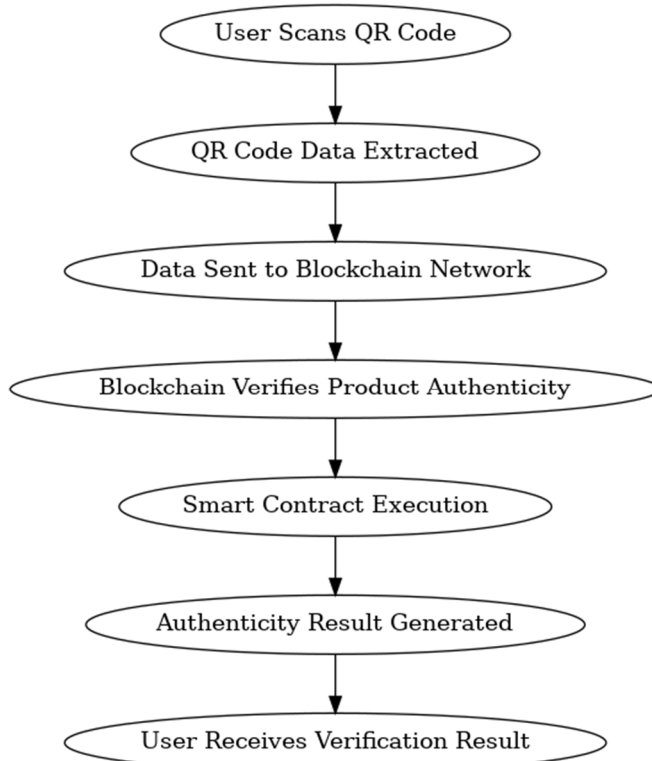 User Scans QR Code
QR Code Data Extracted
Data Sent to Blockchain Network
Blockchain Verifies Product Authenticity
Smart Contract Execution
Authenticity Result Generated
User Receives Verification Result